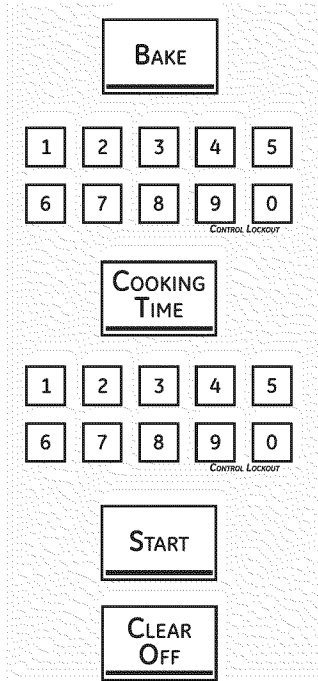 BAKE
1 2 3 4 5
6 7 8 9 0
CONTROL LOCKOUT
COOKING
TIME
1 2 3 4 5
6 7 8 9 0
CONTROL LOCKOUT
START
CLEAR
OFF